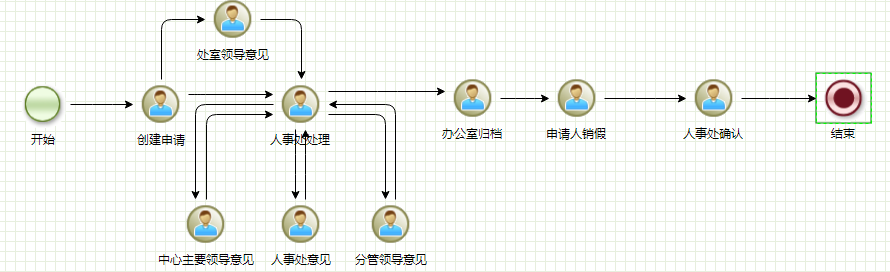 处室领导意见
开始
创建申请
人事处处理
办公室归档
申请人销假
人事处确认
结束
中心主要领导意见
人事处意见
分管领导意见